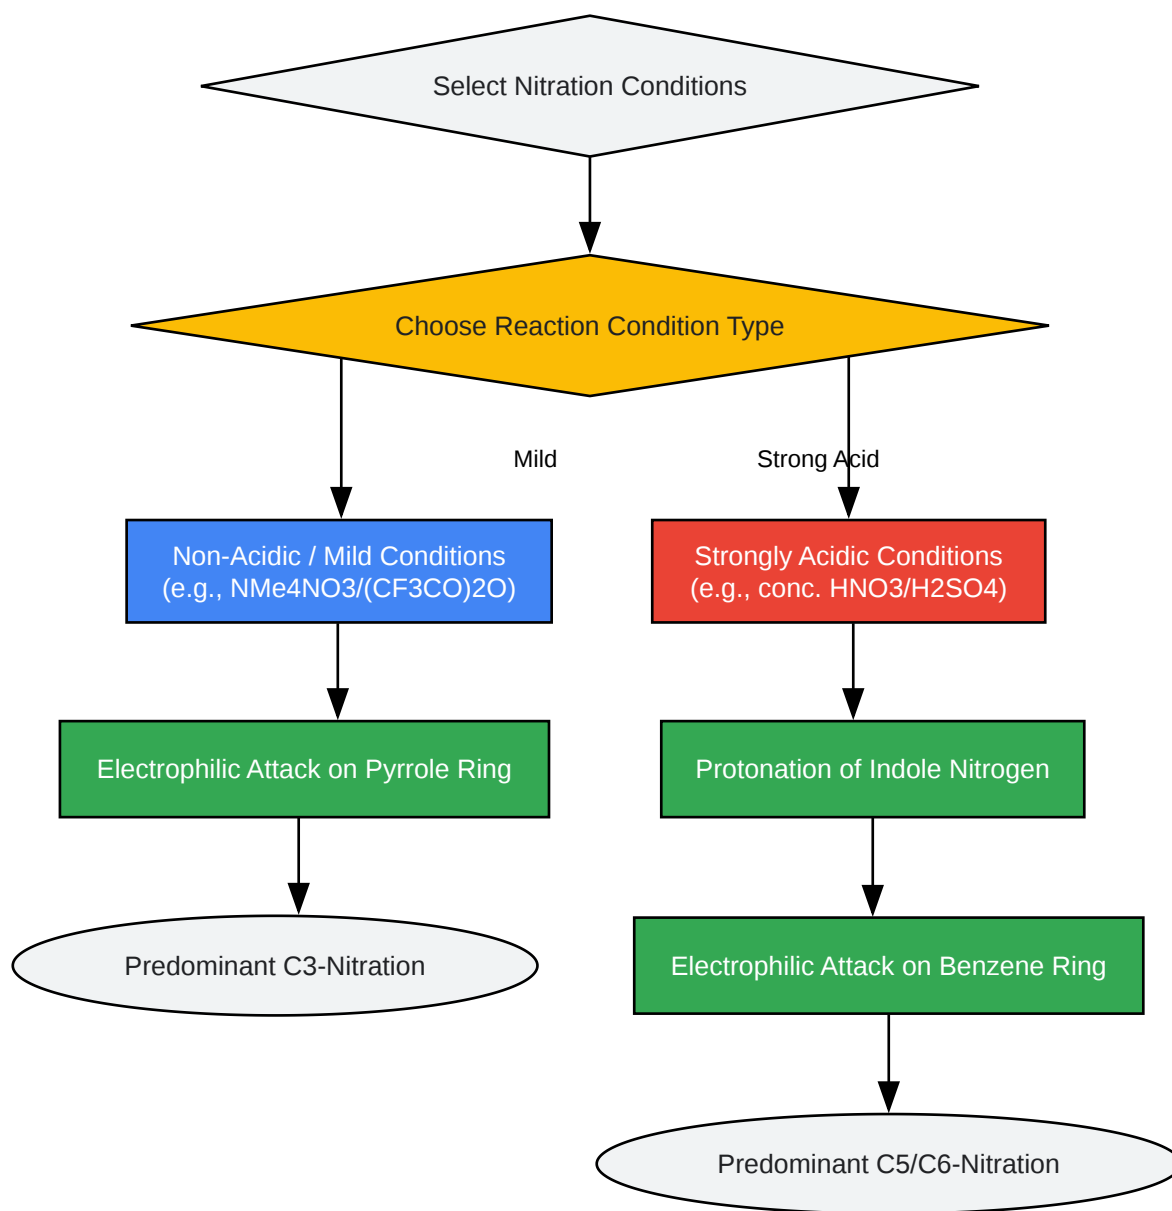 Select Nitration Conditions
Choose Reaction Condition Type
Mild
Strong Acid
Non-Acidic / Mild Conditions
(e.g., NMe4NO3/(CF3CO)2O)
Strongly Acidic Conditions
(e.g., conc. HNO3/H2SO4)
Electrophilic Attack on Pyrrole Ring
Protonation of Indole Nitrogen
Predominant C3-Nitration
Electrophilic Attack on Benzene Ring
Predominant C5/C6-Nitration